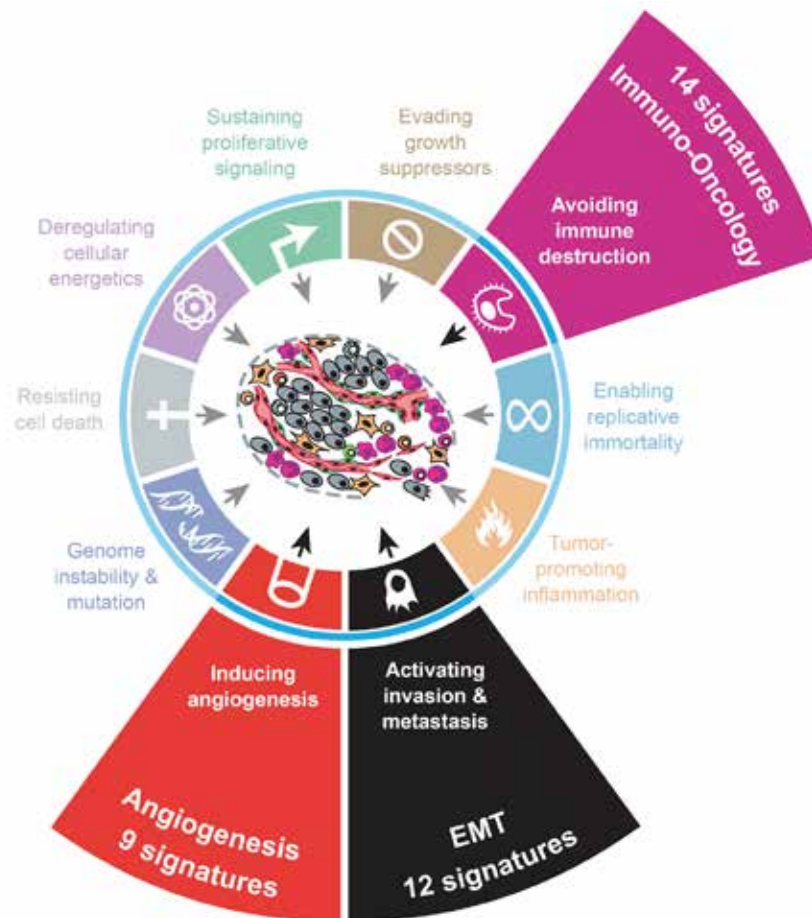 14 signatures
Immuno-Oncology
Avoiding
immune
destruction
Sustaining
proliferative
signaling
Evading
growth
suppressors
Deregulating
cellular
energetics
Resisting
cell death
Enabling
replicative
immortality
Genome
instability &
mutation
Tumor-
promoting
inflammation
Inducing
angiogenesis
Activating
invasion &
metastasis
Angiogenesis
9 signatures
EMT
12 signatures